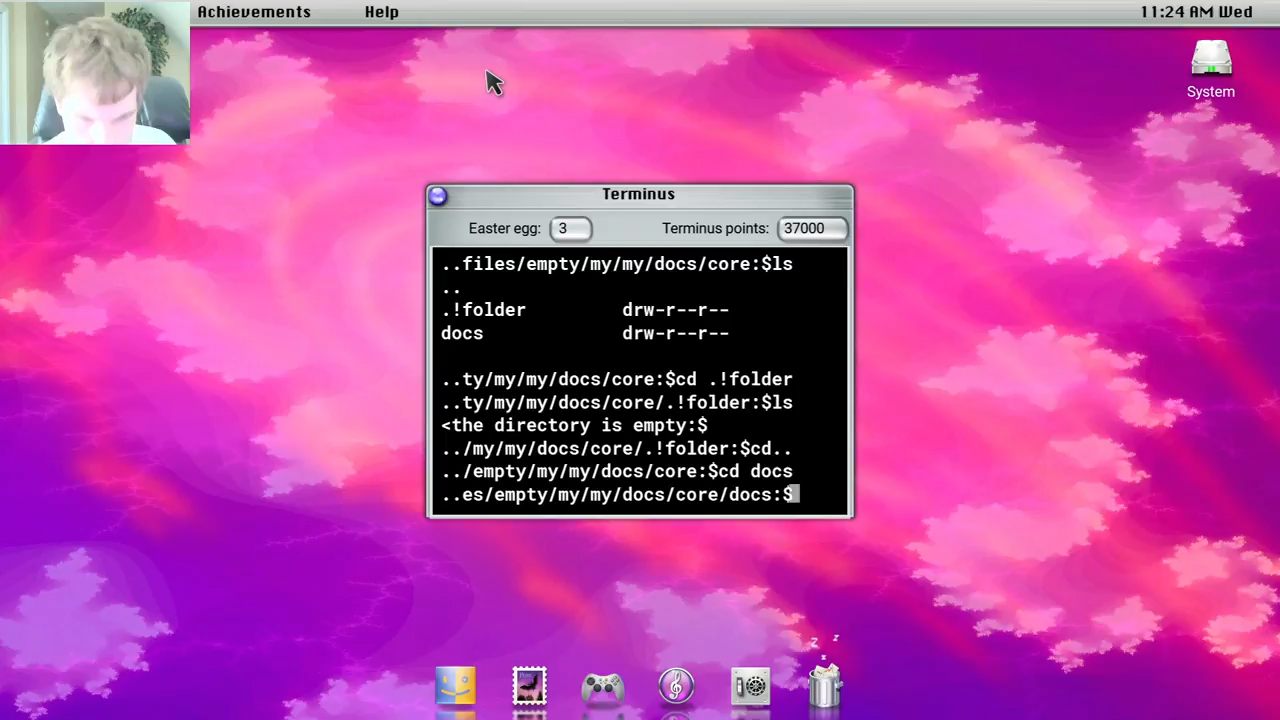 Achievements Help 11:24 AM Wed
System
Terminus
Easter egg: 3 Terminus points: 37000
..files/empty/my/my/docs/core:$ls
..
.!folder drw-r--r--
docs drw-r--r--
..ty/my/my/docs/core:$cd .!folder
..ty/my/my/docs/core/.!folder:$ls
<the directory is empty:$
../my/my/docs/core/.!folder:$cd..
../empty/my/my/docs/core:$cd docs
..es/empty/my/my/docs/core/docs:$
z z
z